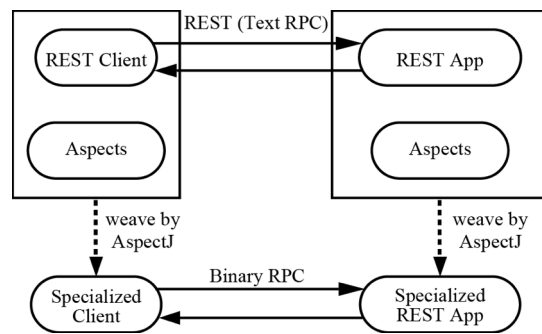 REST (Text RPC)
REST Client
REST App
Aspects
Aspects
weave by
AspectJ
weave by
AspectJ
Binary RPC
Specialized
Client
Specialized
REST App